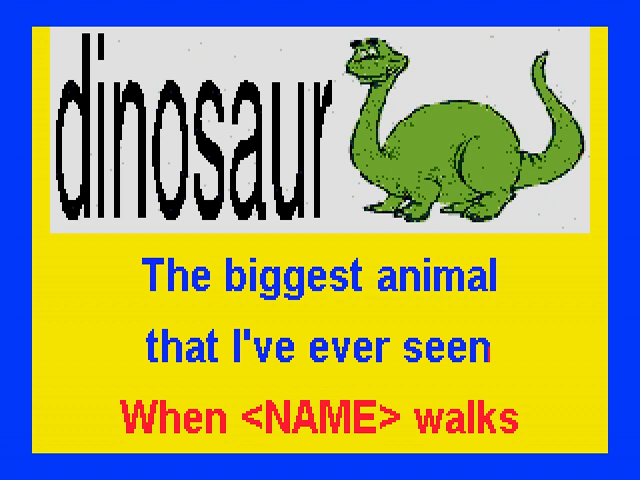 dinosaur
The biggest animal
that I've ever seen
When <NAME> walks